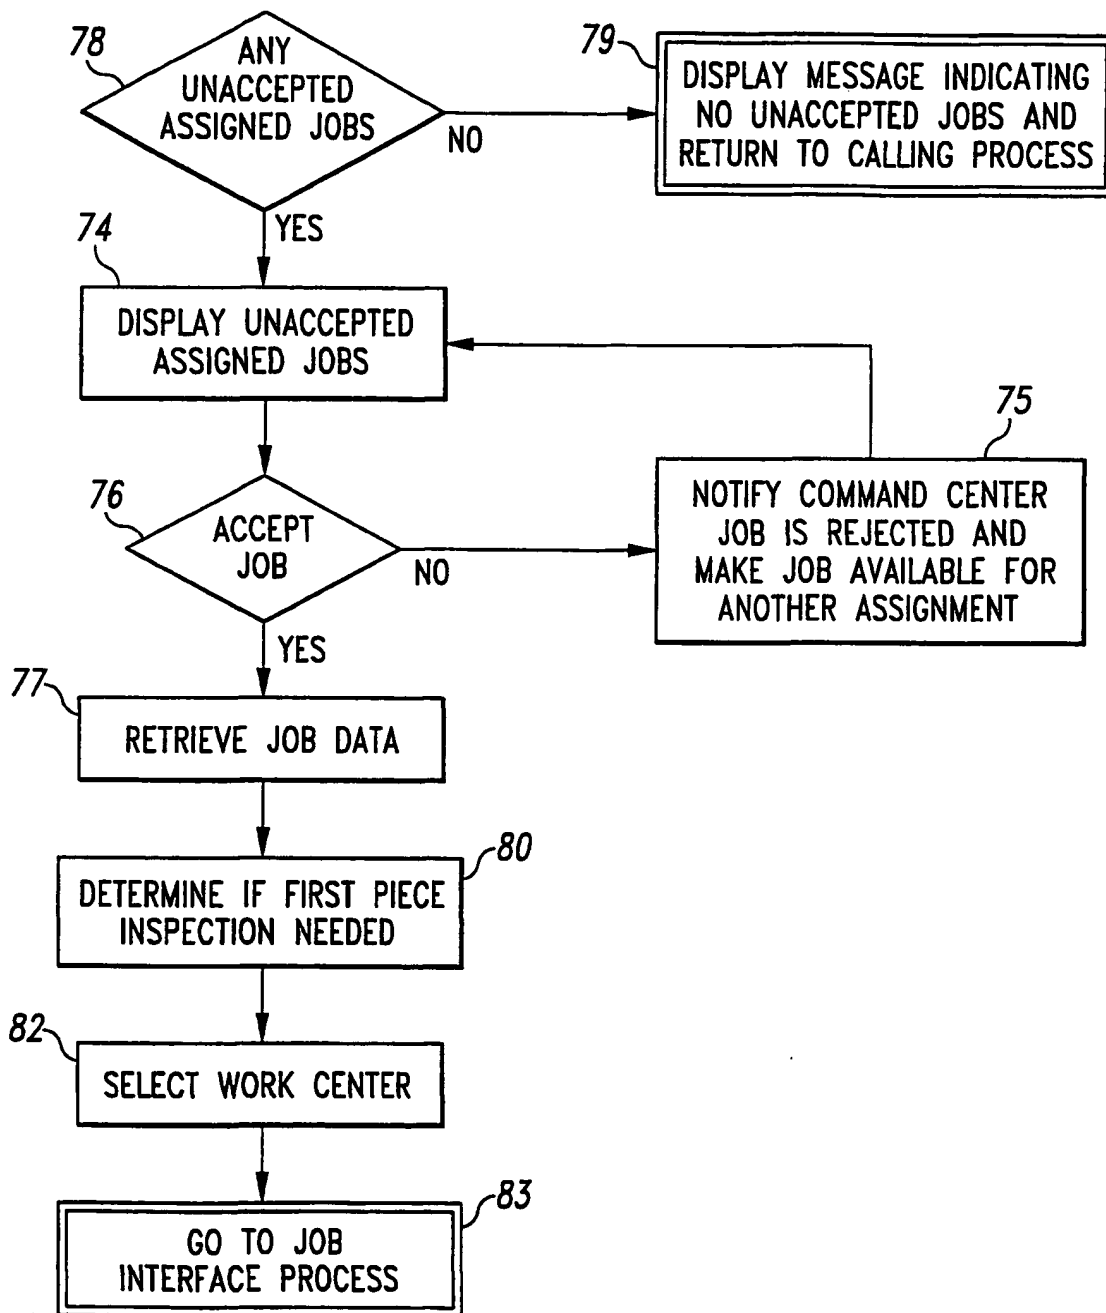 78
ANY
UNACCEPTED
ASSIGNED JOBS
NO
79
DISPLAY MESSAGE INDICATING
NO UNACCEPTED JOBS AND
RETURN TO CALLING PROCESS
YES
74
DISPLAY UNACCEPTED
ASSIGNED JOBS
76
ACCEPT
JOB
NO
75
NOTIFY COMMAND CENTER
JOB IS REJECTED AND
MAKE JOB AVAILABLE FOR
ANOTHER ASSIGNMENT
YES
77
RETRIEVE JOB DATA
80
DETERMINE IF FIRST PIECE
INSPECTION NEEDED
82
SELECT WORK CENTER
83
GO TO JOB
INTERFACE PROCESS